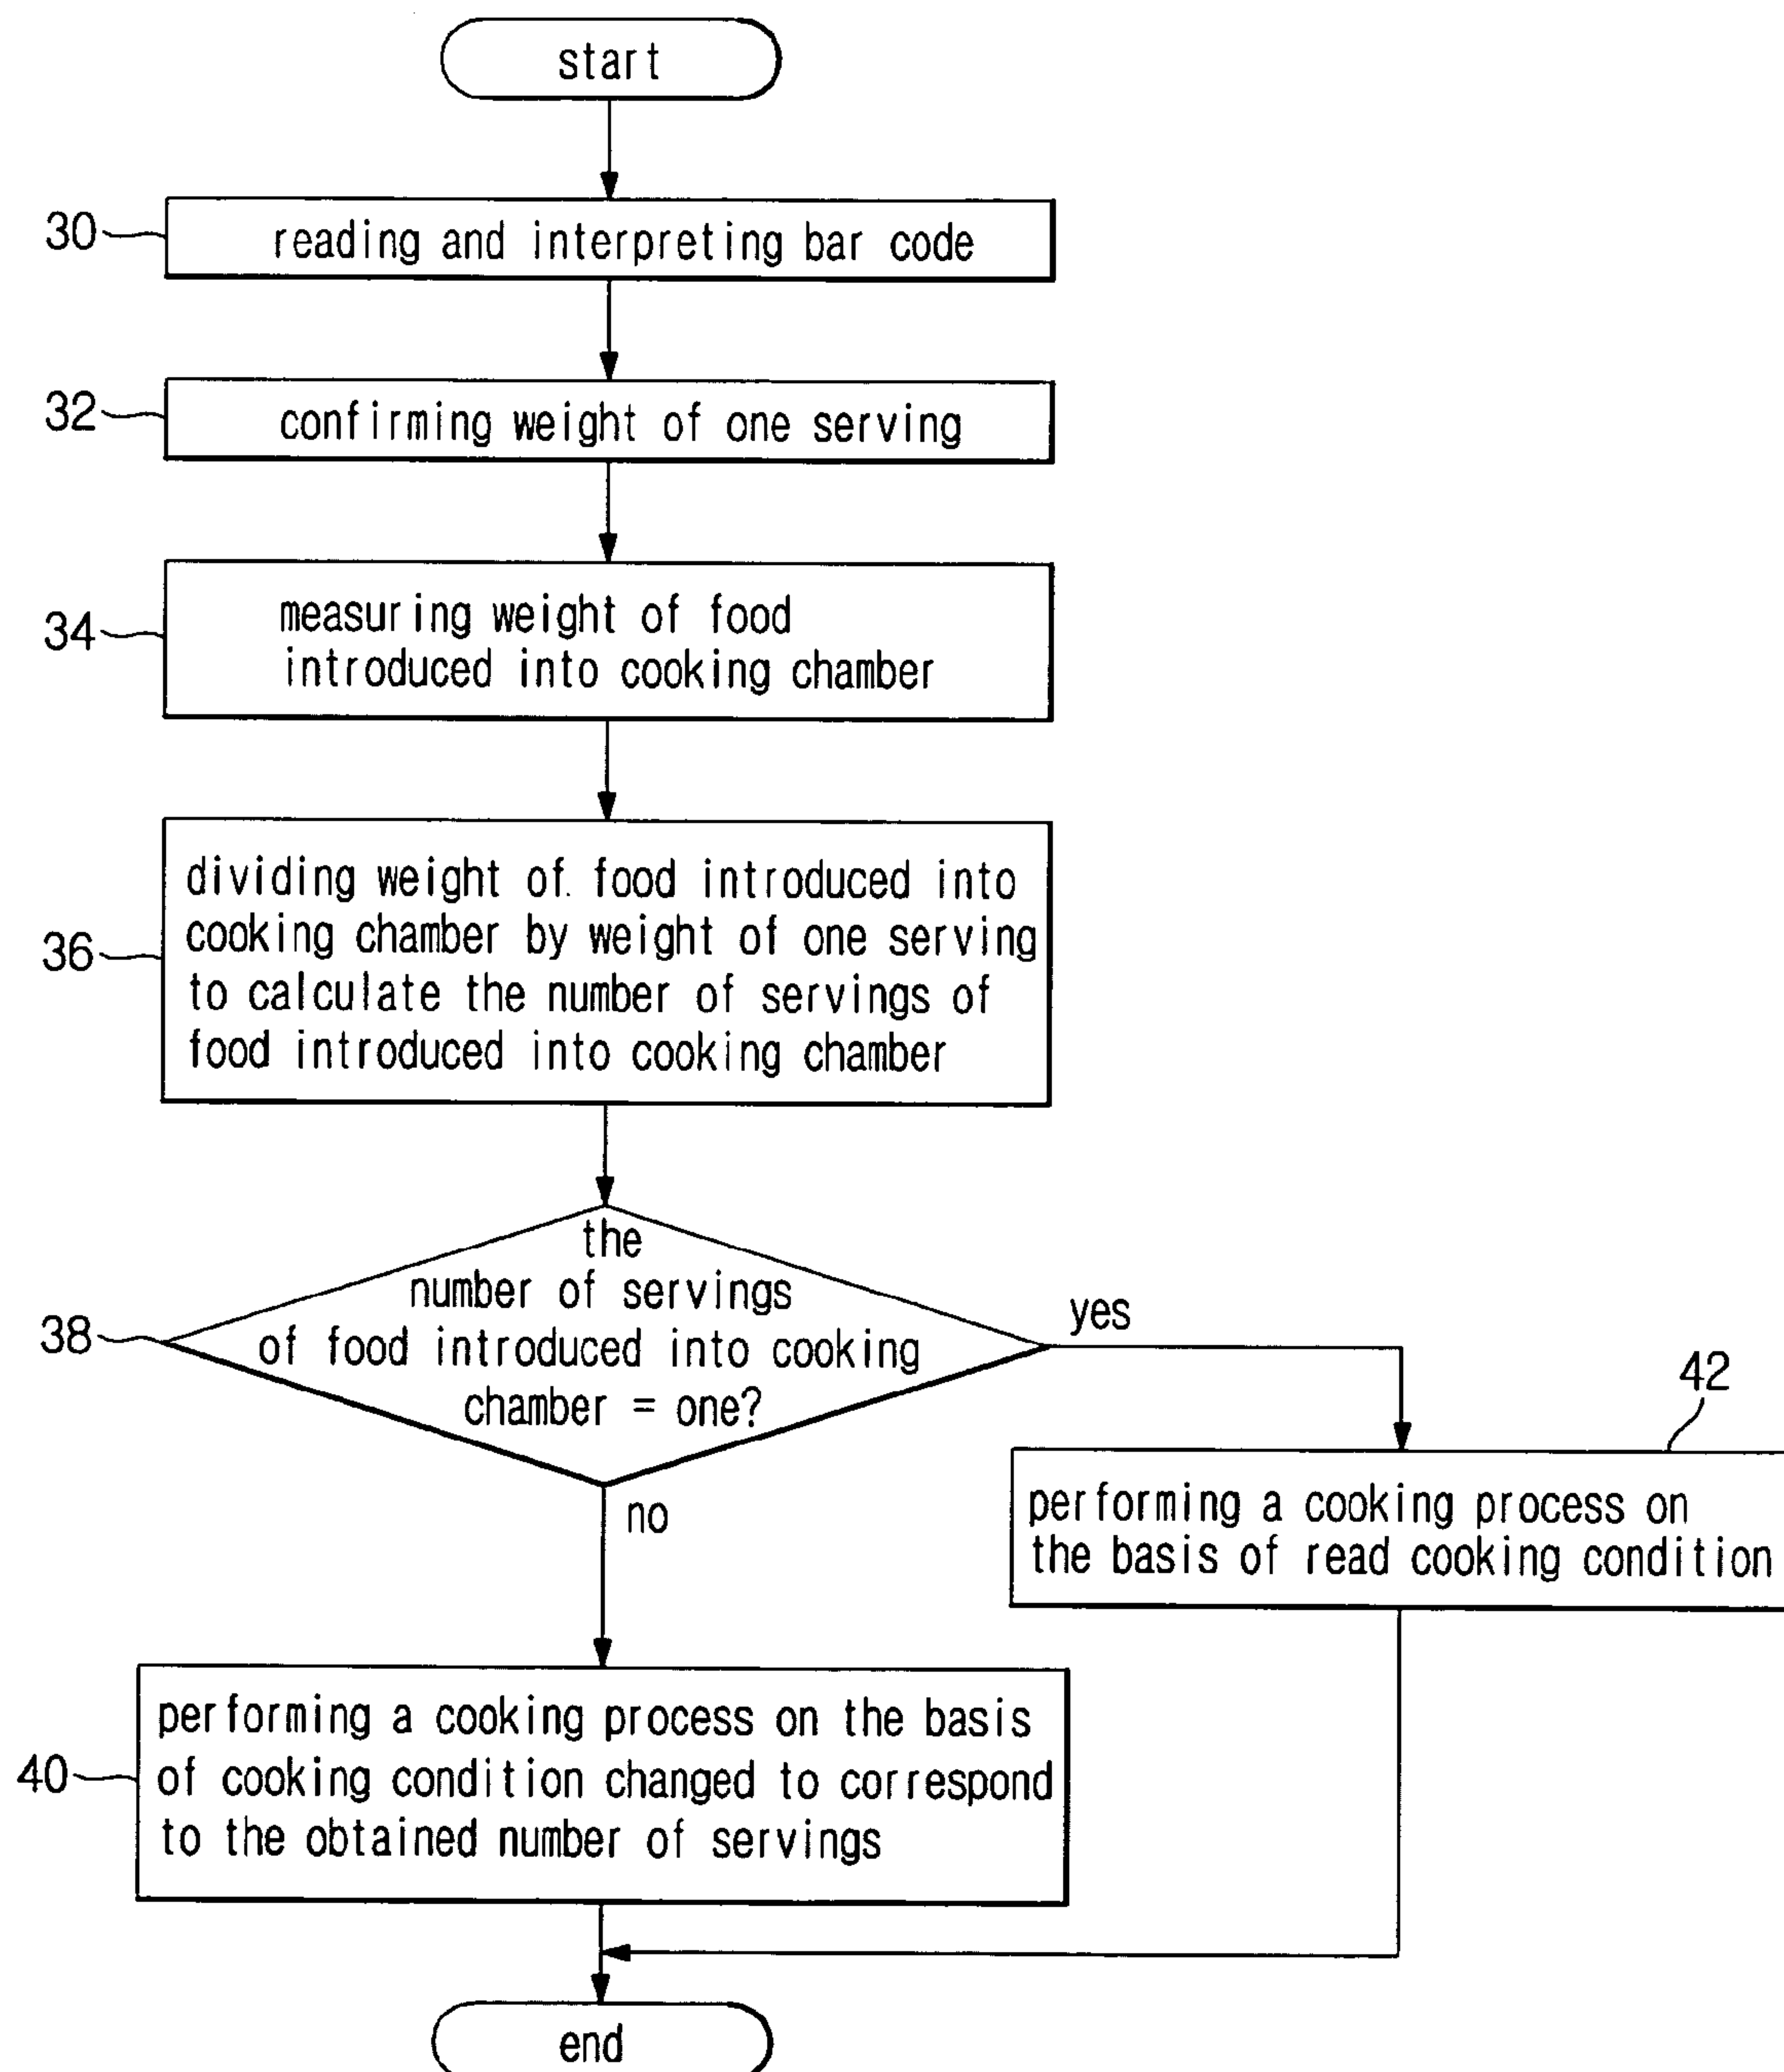 start
30
reading and interpreting bar code
32
confirming weight of one serving
34
measuring weight of food
introduced into cooking chamber
36
dividing weight of food introduced into
cooking chamber by weight of one serving
to calculate the number of servings of
food introduced into cooking chamber
38
the
number of servings
of food introduced into cooking
chamber = one?
yes
no
42
performing a cooking process on
the basis of read cooking condition
40
performing a cooking process on the basis
of cooking condition changed to correspond
to the obtained number of servings
end